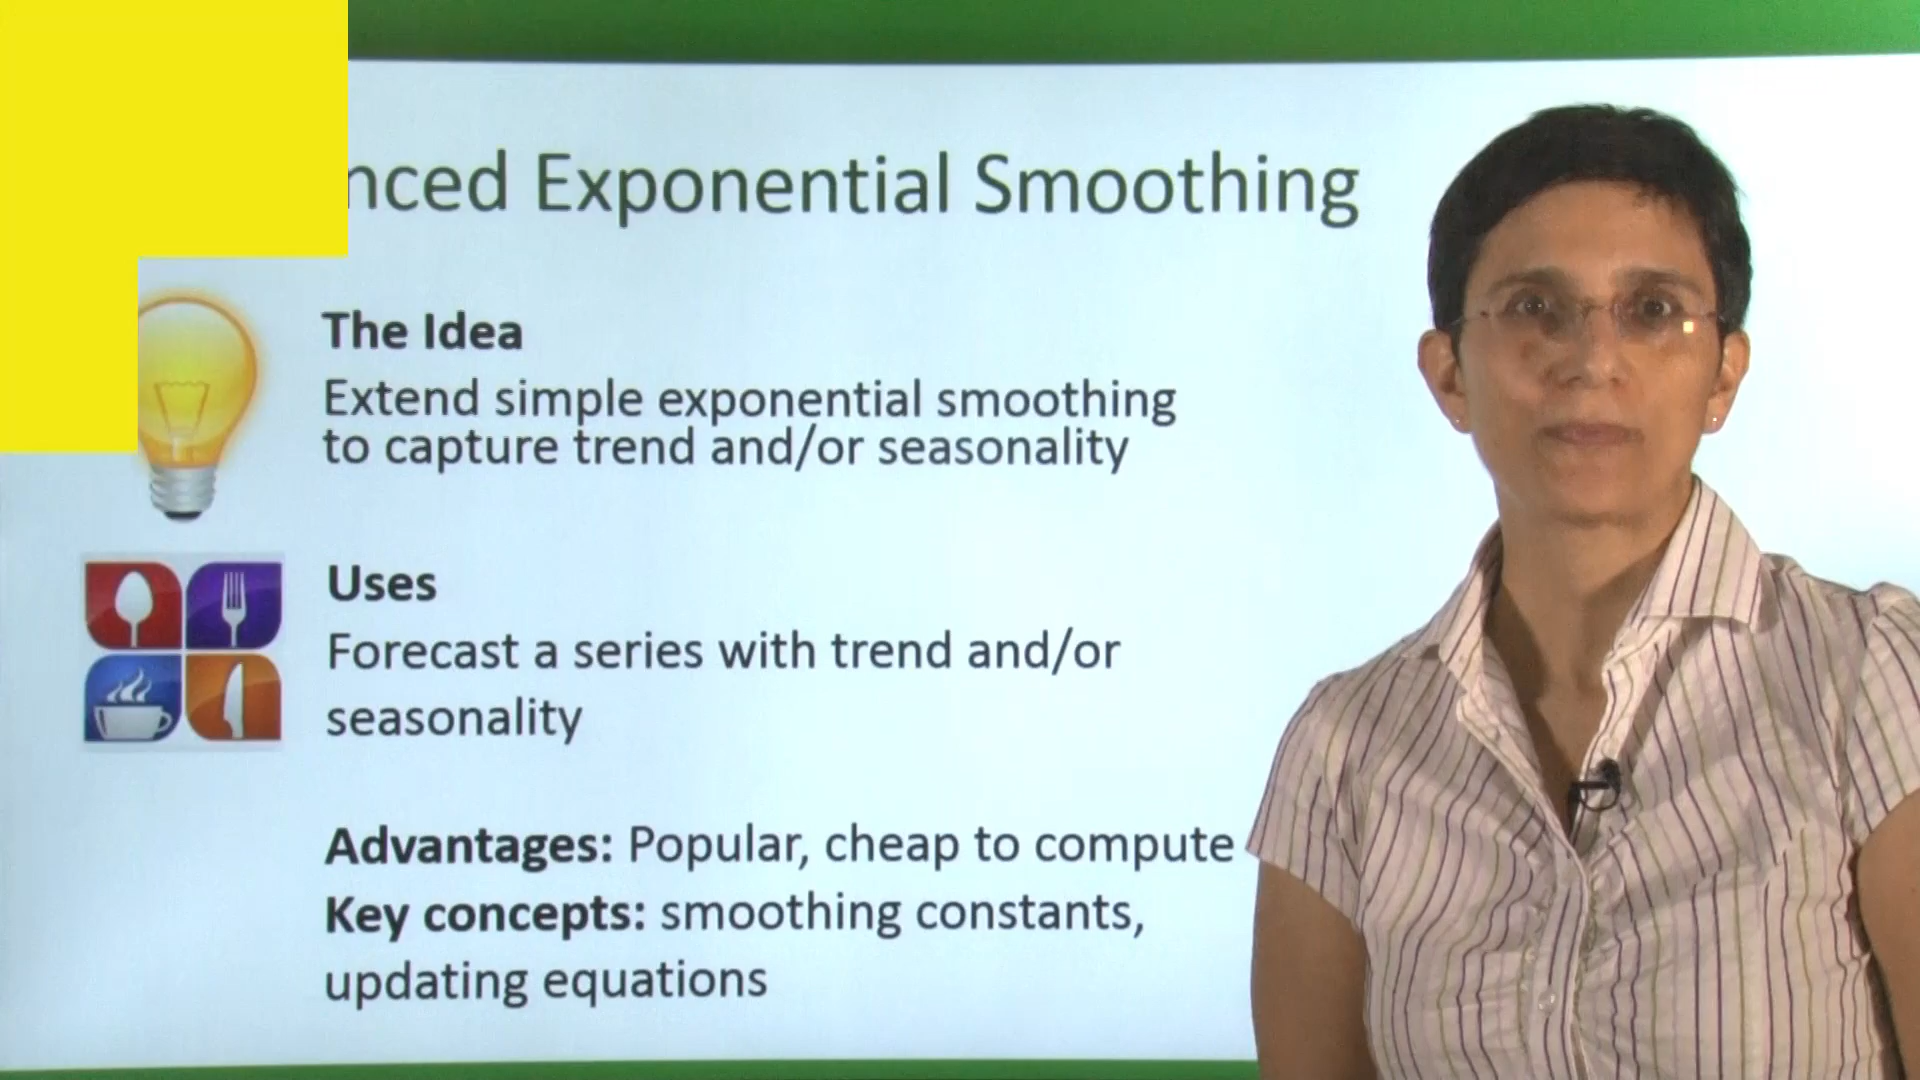 Exponential Smoothing
The Idea
Extend simple exponential smoothing
to capture trend and/or seasonality
Uses
Forecast a series with trend and/or
seasonality
Advantages: Popular, cheap to compute
Key concepts: smoothing constants,
updating equations